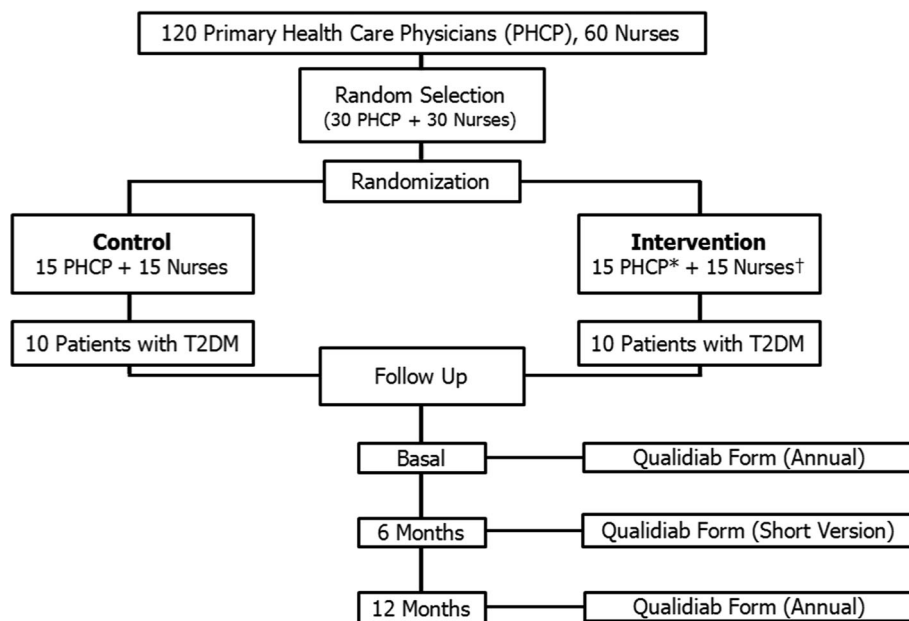 120 Primary Health Care Physicians (PHCP), 60 Nurses
Random Selection
(30 PHCP + 30 Nurses)
Randomization
Control
15 PHCP + 15 Nurses
Intervention
15 PHCP* + 15 Nurses†
10 Patients with T2DM
10 Patients with T2DM
Follow Up
Basal
Qualidiab Form (Annual)
6 Months
Qualidiab Form (Short Version)
12 Months
Qualidiab Form (Annual)